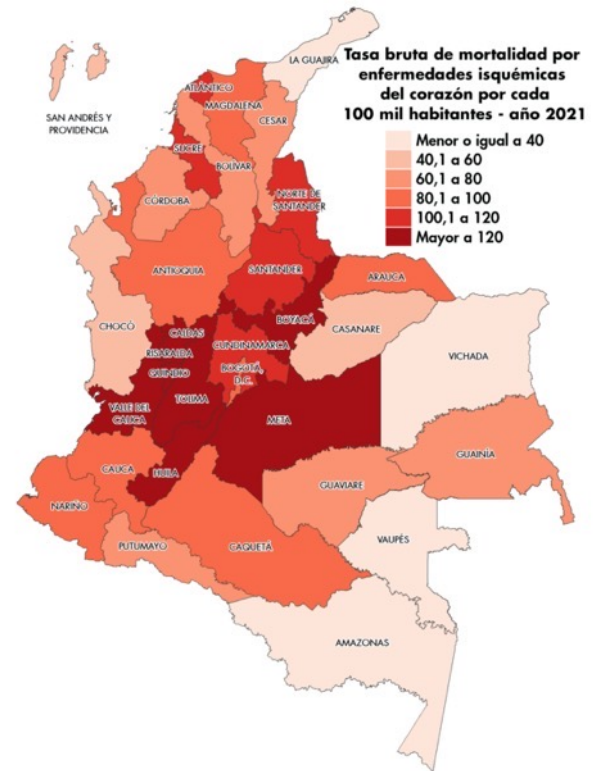 Tasa bruta de mortalidad por
enfermedades isquémicas
del corazón por cada
100 mil habitantes - año 2021
Menor o igual a 40
40,1 a 60
60,1 a 80
80,1 a 100
100,1 a 120
Mayor a 120
LA GUAJIRA
SAN ANDRÉS Y
PROVIDENCIA
ATLÁNTICO
MAGDALENA
CESAR
SUCRE
BOLÍVAR
NORTE DE
SANTANDER
CÓRDOBA
ANTIOQUIA
SANTANDER
ARAUCA
CHOCÓ
BOYACÁ
CASANARE
CALDAS
CUNDINAMARCA
VICHADA
RISARALDA
QUINDIO
BOGOTÁ,
D.C.
TOLIMA
VALLE DEL
CAUCA
META
GUAINÍA
CAUCA
HUILA
GUAVIARE
NARIÑO
VAUPÉS
PUTUMAYO
CAQUETÁ
AMAZONAS